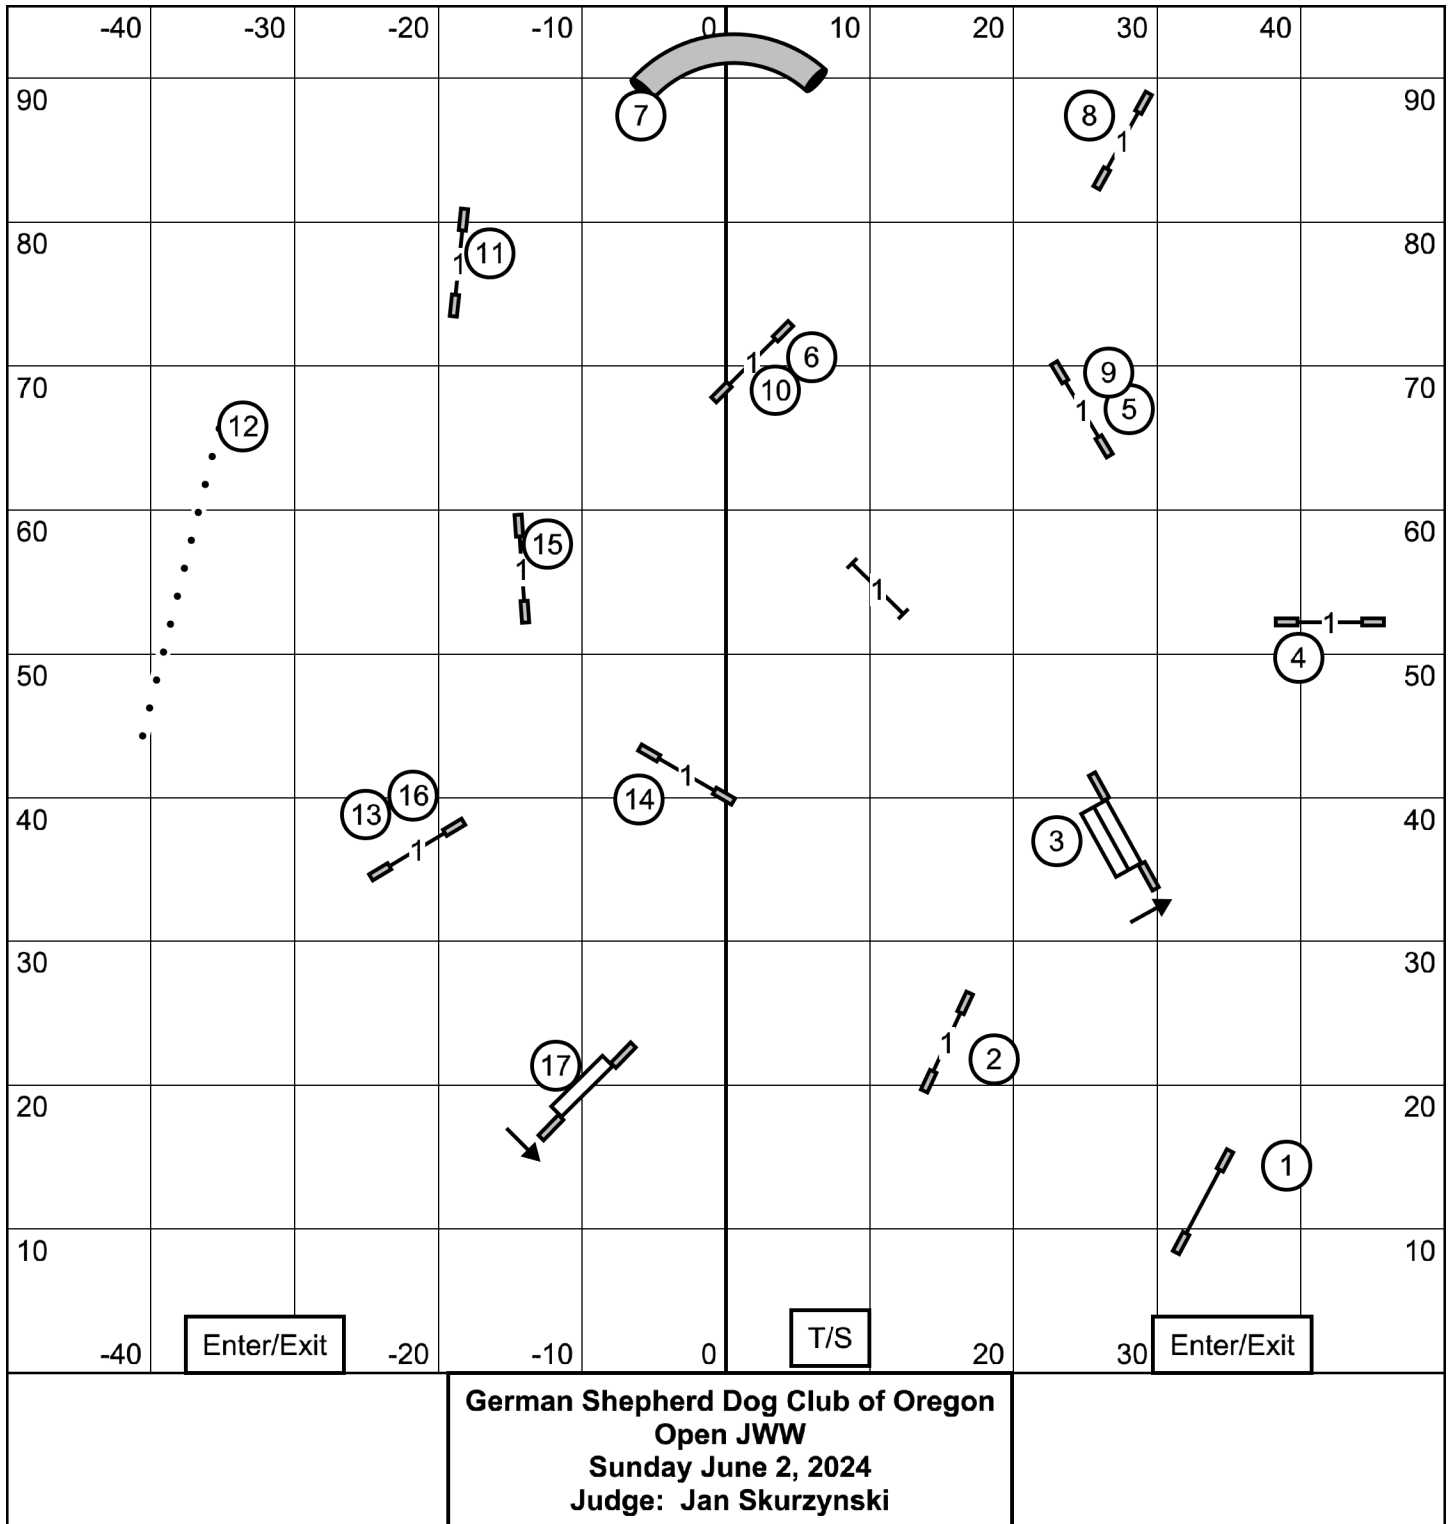 -40 -30 -20 -10 0 10 20 30 40
90 7 8 90
1
80 11 80
1
6
1
70 10 9 70
12 1 5
60 15 60
1 1
1
50 4 50
1
40 13 16 14 3 40
1
30 30
1 2
17
20 20
1
10 10
Enter/Exit T/S Enter/Exit
-40 -20 -10 0 20 30
German Shepherd Dog Club of Oregon
Open JWW
Sunday June 2, 2024
Judge: Jan Skurzynski